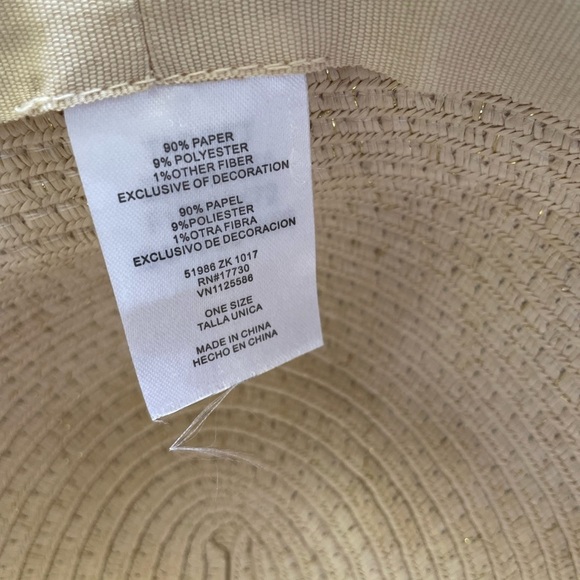 90% PAPER
9% POLYESTER
1%OTHER FIBER
EXCLUSIVE OF DECORATION
90% PAPEL
9%POLIESTER
1%OTRA FIBRA
EXCLUSIVO DE DECORACION
51986 ZK 1017
RN#17730
VN1125586
ONE SIZE
TALLA UNICA
MADE IN CHINA
HECHO EN CHINA